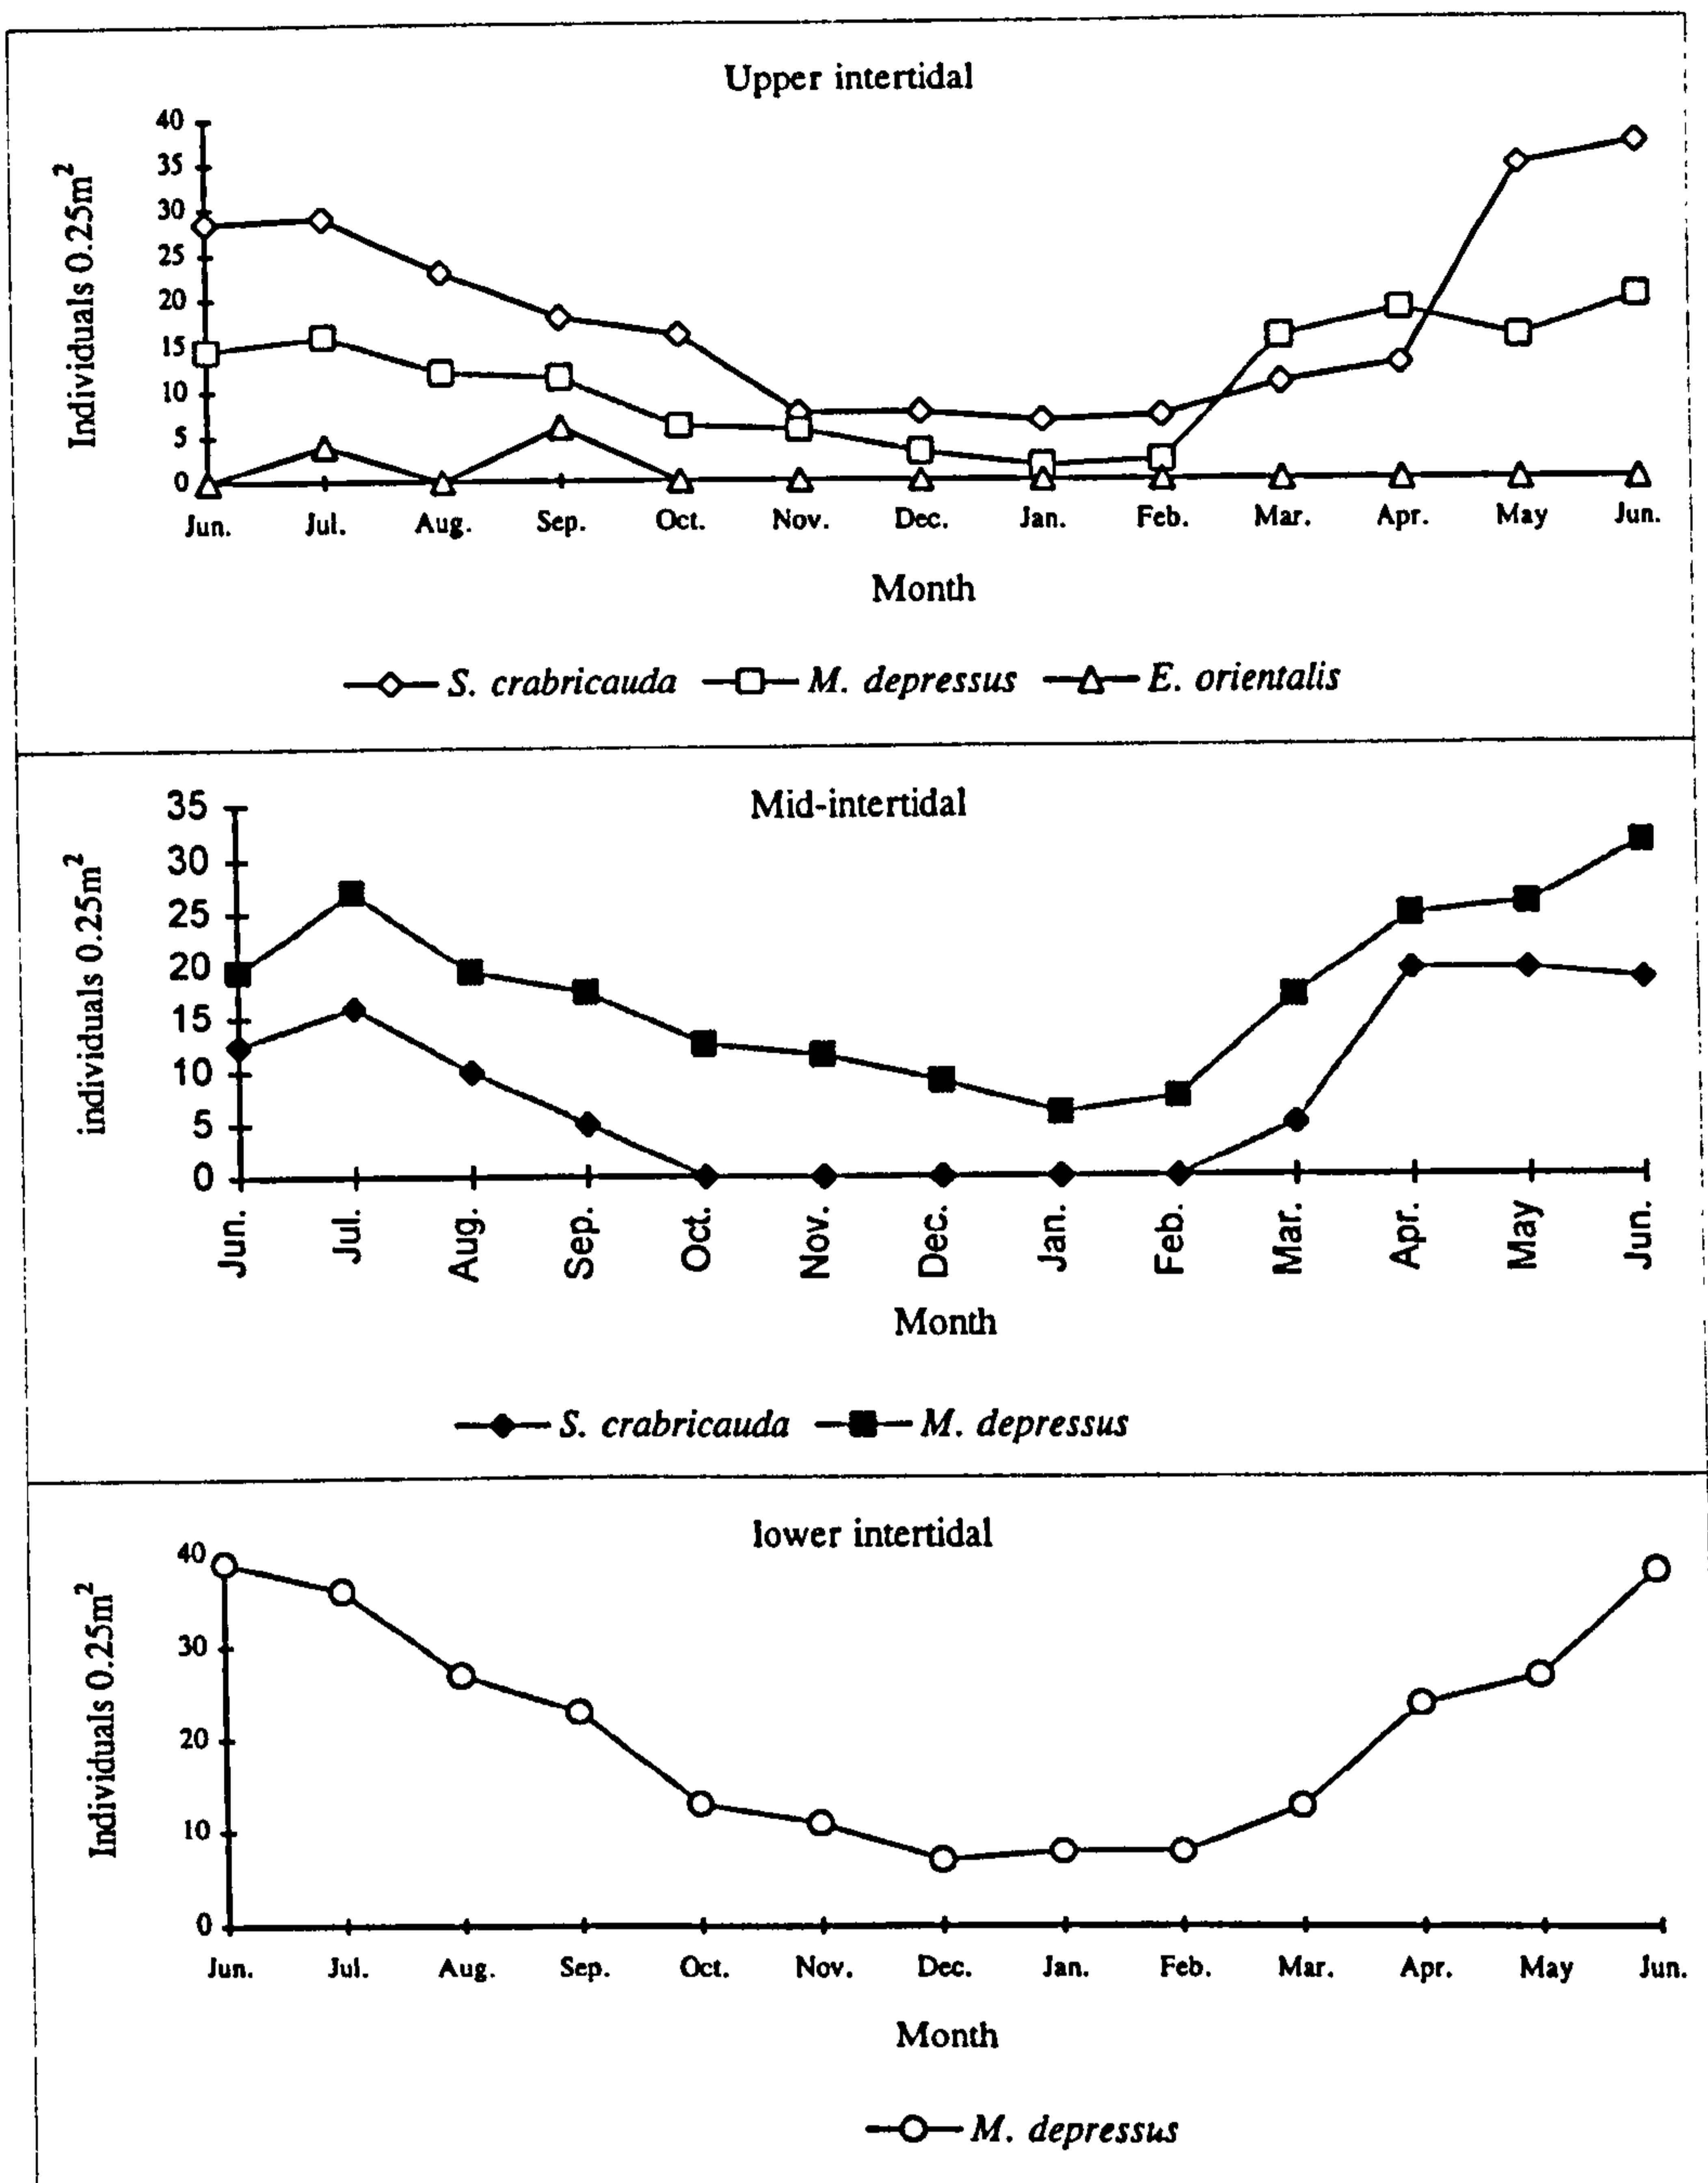 Upper intertidal
Individuals 0.25m²
40
35
30
25
20
15
10
5
0
Jun. Jul. Aug. Sep. Oct. Nov. Dec. Jan. Feb. Mar. Apr. May Jun.
Month
S. crabricauda M. depressus E. orientalis
Mid-intertidal
individuals 0.25m²
35
30
25
20
15
10
5
0
Jun. Jul. Aug. Sep. Oct. Nov. Dec. Jan. Feb. Mar. Apr. May Jun.
Month
S. crabricauda M. depressus
lower intertidal
Individuals 0.25m²
40
30
20
10
0
Jun. Jul. Aug. Sep. Oct. Nov. Dec. Jan. Feb. Mar. Apr. May Jun.
Month
M. depressus